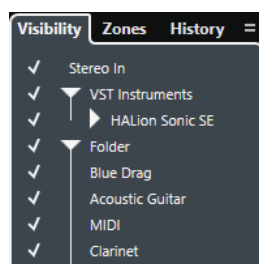 Visibility Zones History
Stereo In
VST Instruments
HALion Sonic SE
Folder
Blue Drag
Acoustic Guitar
MIDI
Clarinet